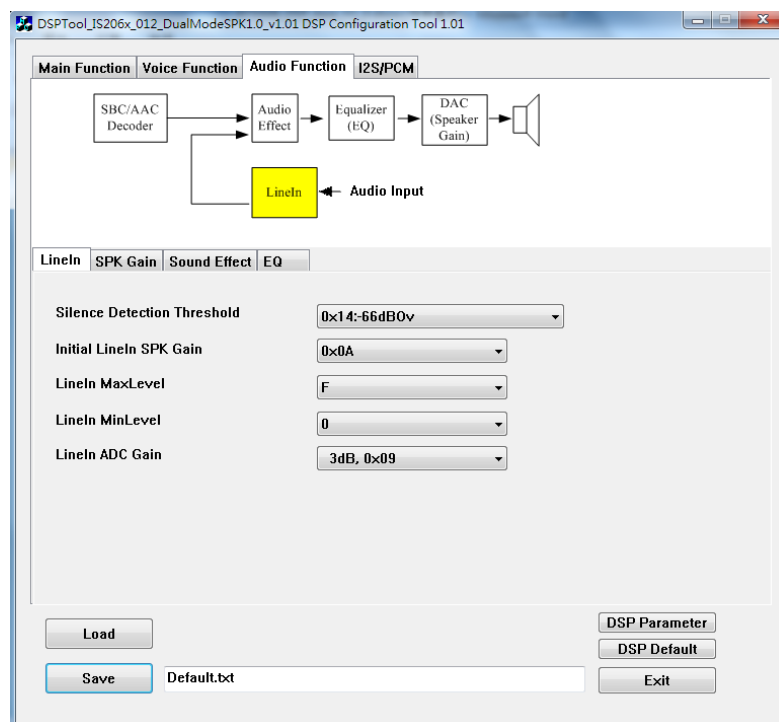 DSPTool_IS206x_012_DualModeSPK1.0_v1.01 DSP Configuration Tool 1.01
Main Function Voice Function Audio Function I2S/PCM
SBC/AAC
Decoder
Audio
Effect
Equalizer
(EQ)
DAC
(Speaker
Gain)
LineIn
Audio Input
LineIn SPK Gain Sound Effect EQ
Silence Detection Threshold 0x14:-66dBOv
Initial LineIn SPK Gain 0x0A
LineIn MaxLevel F
LineIn MinLevel 0
LineIn ADC Gain 3dB, 0x09
Load
DSP Parameter
DSP Default
Save Default.txt Exit